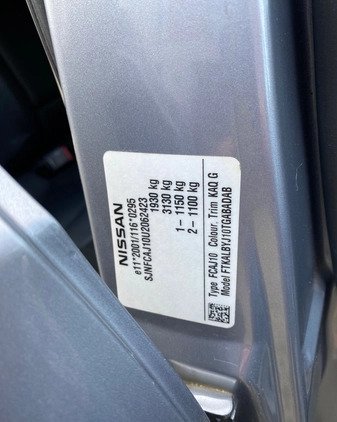 NISSAN
e11*2001/116*0295
SJNFCAJ10U2062423
1930 kg
3130 kg
1 - 1150 kg
2 - 1100 kg
Type FCAJ10 Colour, Trim KAD G
Model FTKALBYJ10TGABADAB